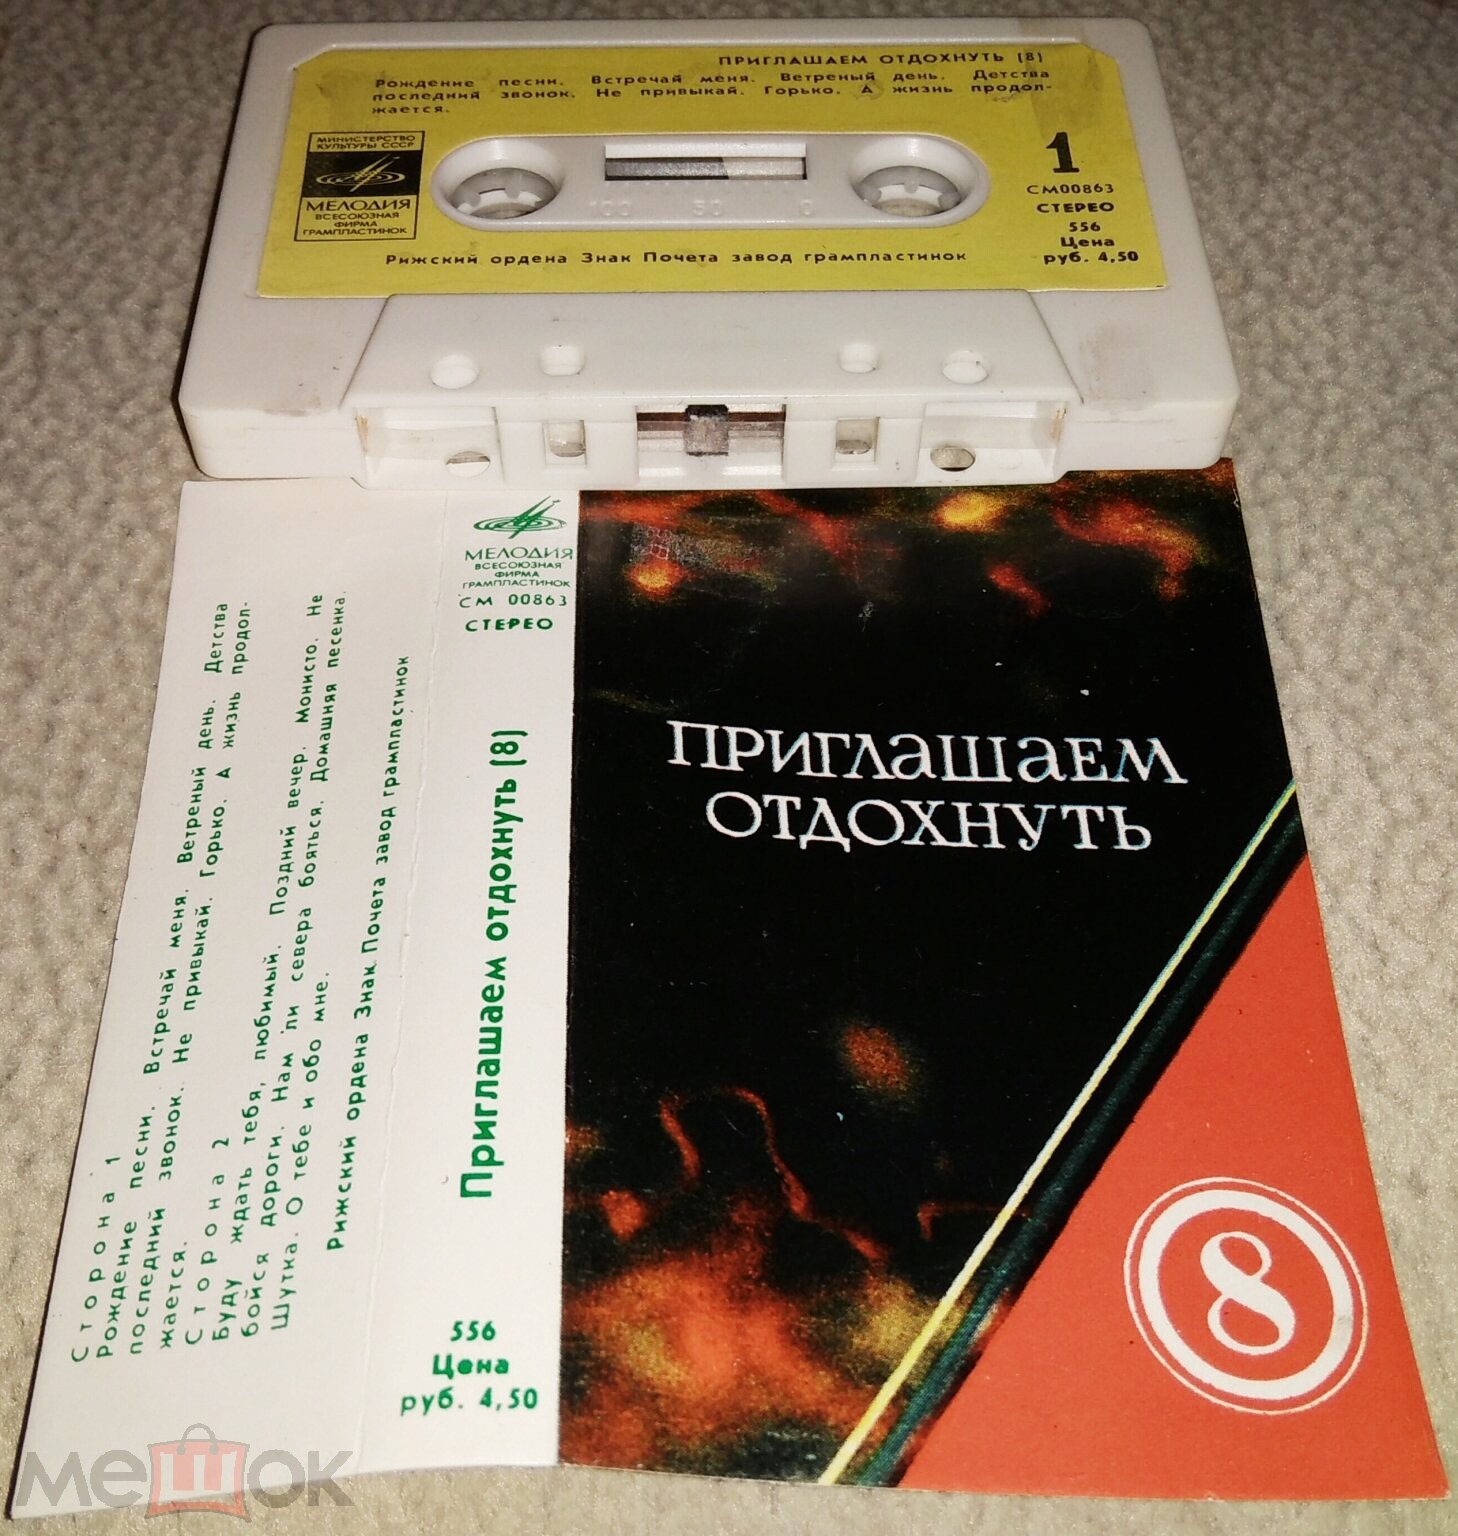 ПРИГЛАШАЕМ ОТДОХНУТЬ (8)
Рождение песни. Встречай меня. Ветреный день. Детства
последний звонок. Не привыкай. Горько. А жизнь продол-
жается.
МИНИСТЕРСТВО
КУЛЬТУРЫ СССР
МЕЛОДИЯ
ВСЕСОЮЗНАЯ
ФИРМА
ГРАМПЛАСТИНОК
1
СМ00863
СТЕРЕО
556
Цена
руб. 4,50
100 50 0
Рижский ордена Знак Почета завод грампластинок
МЕЛОДИЯ
ВСЕСОЮЗНАЯ
ФИРМА
ГРАМПЛАСТИНОК
СМ 00863
СТЕРЕО
Приглашаем отдохнуть (8)
556
Цена
руб. 4,50
Сторона 1
Рождение песни. Встречай меня. Ветреный день. Детства
последний звонок. Не привыкай. Горько. А жизнь продол-
жается.
Сторона 2
Буду ждать тебя, любимый. Поздний вечер. Монисто. Не
бойся дороги. Нам ли севера бояться. Домашняя песенка.
Шутка. О тебе и обо мне.
Рижский ордена Знак Почета завод грампластинок
ПРИГЛАШАЕМ
ОТДОХНУТЬ
8
мешок